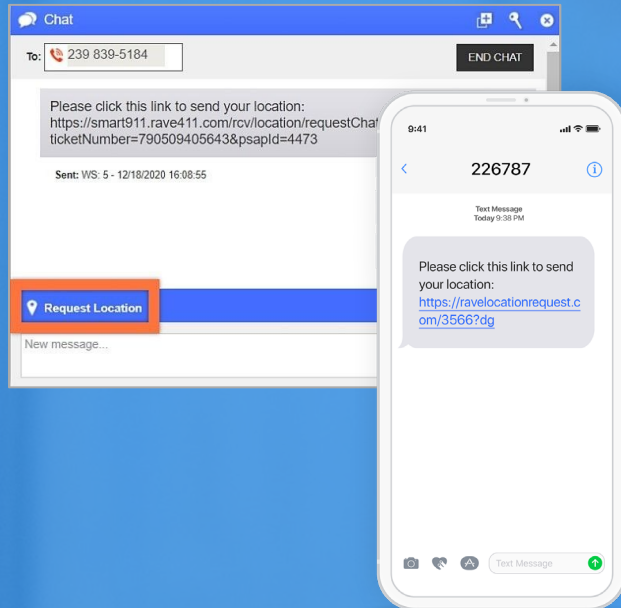 Chat
To: 239 839-5184
END CHAT
Please click this link to send your location:
https://smart911.rave411.com/rcv/location/requestChat
ticketNumber=790509405643&psapId=4473
Sent: WS: 5 - 12/18/2020 16:08:55
Request Location
New message...
9:41
226787
Text Message
Today 9:38 PM
Please click this link to send
your location:
https://ravelocationrequest.c
om/3566?dg
Text Message